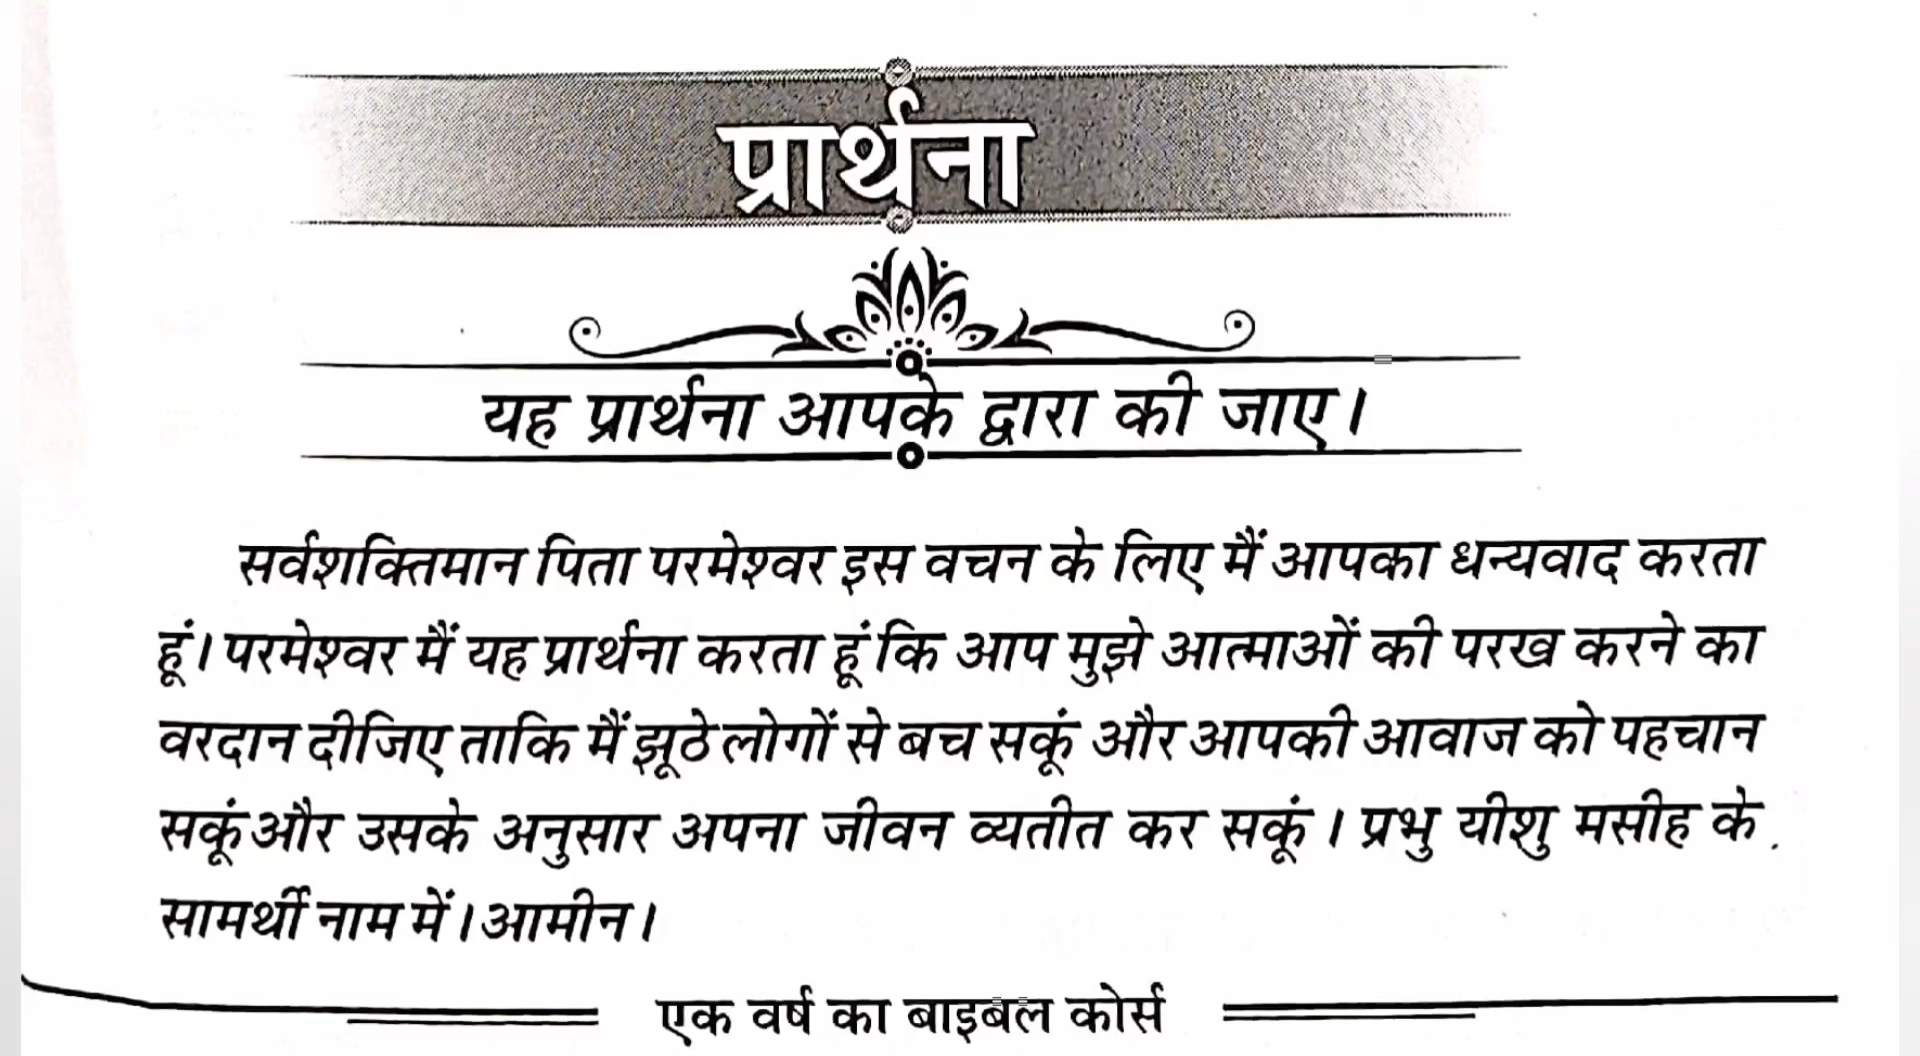 प्रार्थना
यह प्रार्थना आपके द्वारा की जाए।
सर्वशक्तिमान पिता परमेश्वर इस वचन के लिए मैं आपका धन्यवाद करता
हूं। परमेश्वर मैं यह प्रार्थना करता हूं कि आप मुझे आत्माओं की परख करने का
वरदान दीजिए ताकि मैं झूठे लोगों से बच सकूं और आपकी आवाज को पहचान
सकूं और उसके अनुसार अपना जीवन व्यतीत कर सकूं । प्रभु यीशु मसीह के
सामर्थी नाम में । आमीन।
एक वर्ष का बाइबल कोर्स